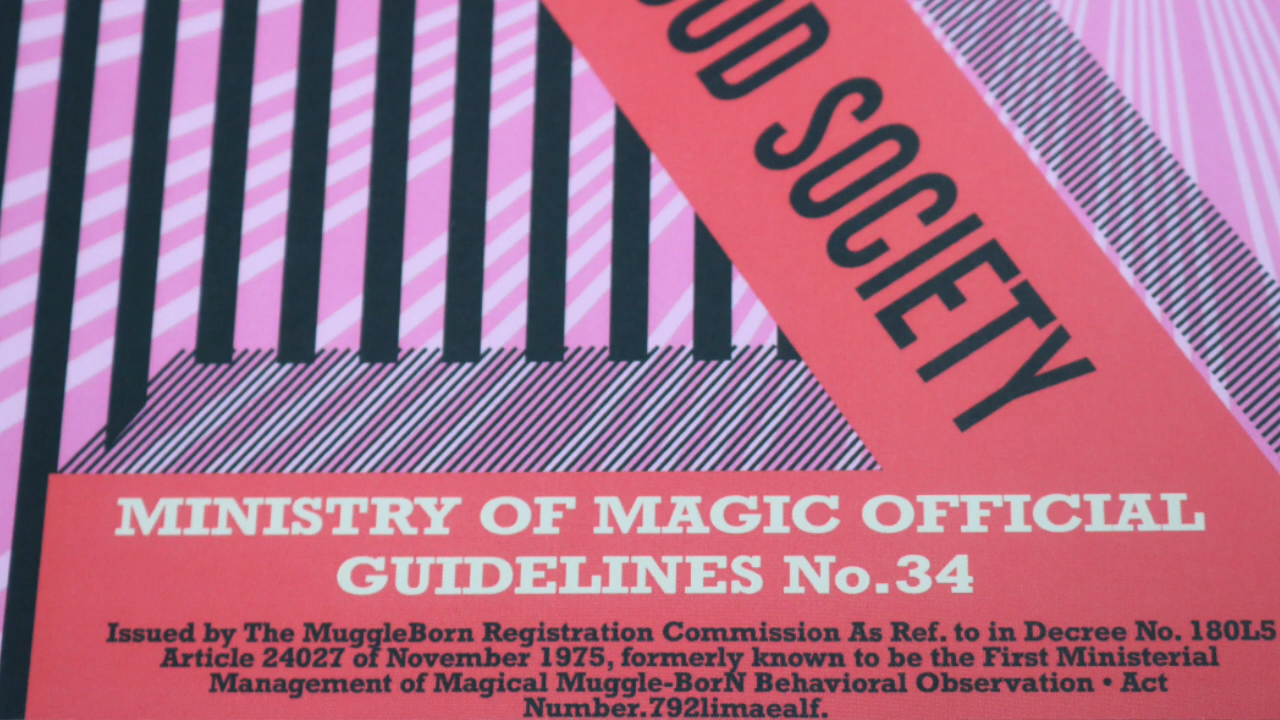 SOCIETY
MINISTRY OF MAGIC OFFICIAL
GUIDELINES No.34
Issued by The MuggleBorn Registration Commission As Ref. to in Decree No. 180L5
Article 24027 of November 1975, formerly known to be the First Ministerial
Management of Magical Muggle-BorN Behavioral Observation • Act
Number.792limaealf.